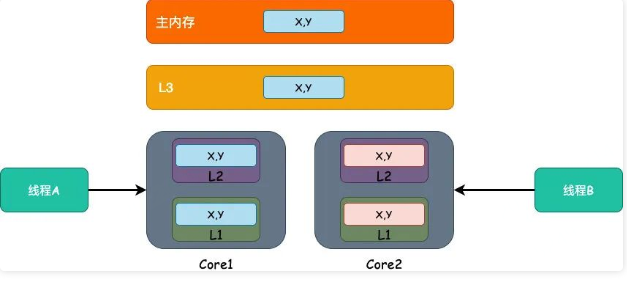 主内存 X,Y
L3 X,Y
X,Y X,Y
L2 L2
线程A 线程B
X,Y X,Y
L1 L1
Core1 Core2